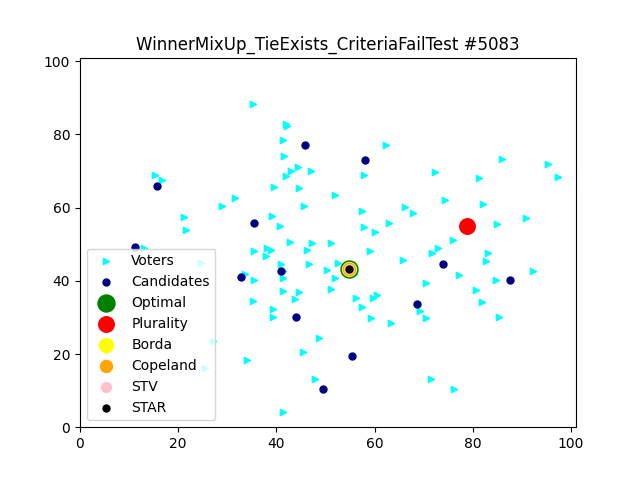 WinnerMixUp_TieExists_CriteriaFailTest #5083
100
80
60
40
20
0
Voters
Candidates
Optimal
Plurality
Borda
Copeland
STV
STAR
0 20 40 60 80 100